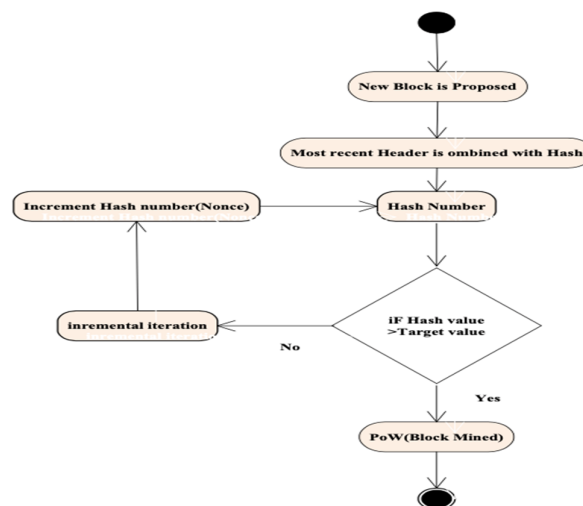 New Block is Proposed
Most recent Header is ombined with Hash
Increment Hash number(Nonce)
Hash Number
iF Hash value
>Target value
inremental iteration
No
Yes
PoW(Block Mined)